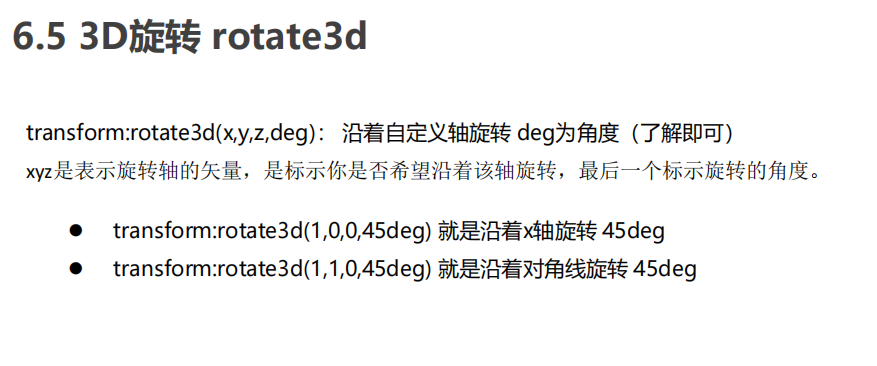 6.5 3D旋转 rotate3d
transform:rotate3d(x,y,z,deg)： 沿着自定义轴旋转 deg为角度（了解即可）
xyz是表示旋转轴的矢量，是标示你是否希望沿着该轴旋转，最后一个标示旋转的角度。
● transform:rotate3d(1,0,0,45deg) 就是沿着x轴旋转 45deg
● transform:rotate3d(1,1,0,45deg) 就是沿着对角线旋转 45deg